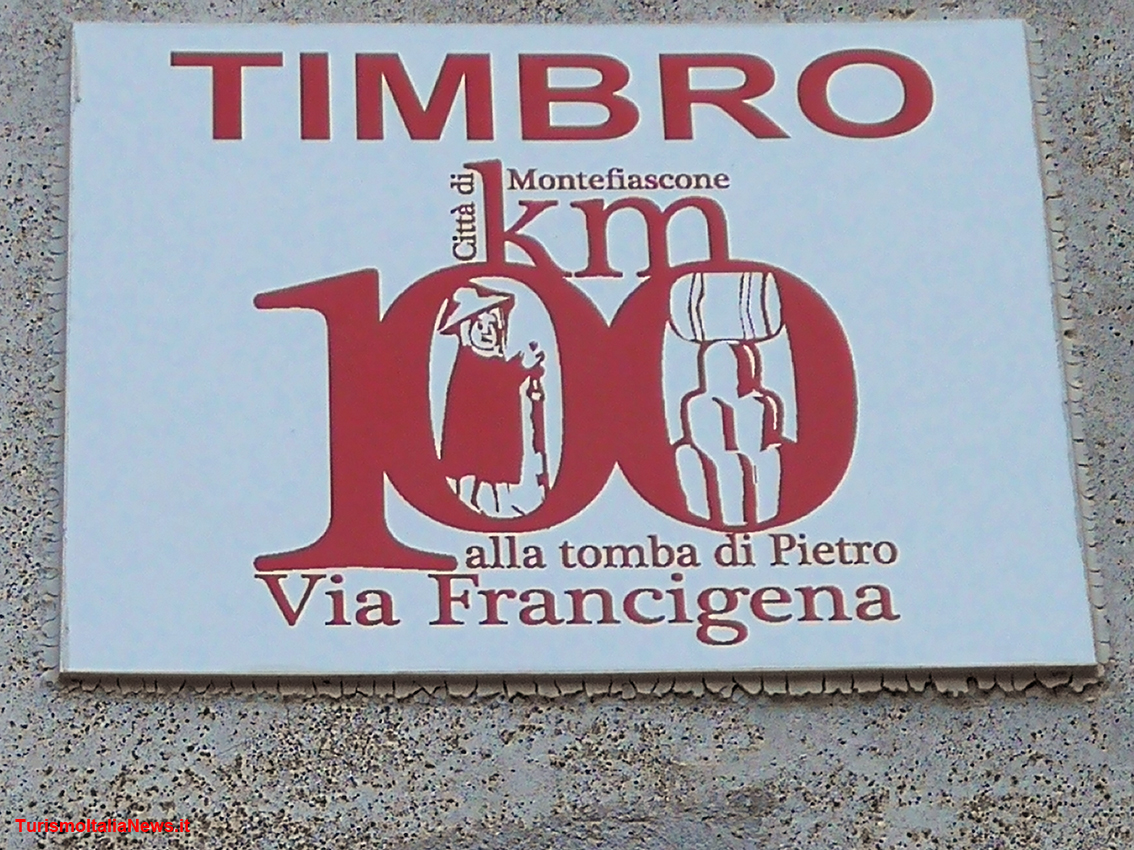 TIMBRO
Città di
Montefiascone
km
100
alla tomba di Pietro
Via Francigena
TurismoItaliaNews.it